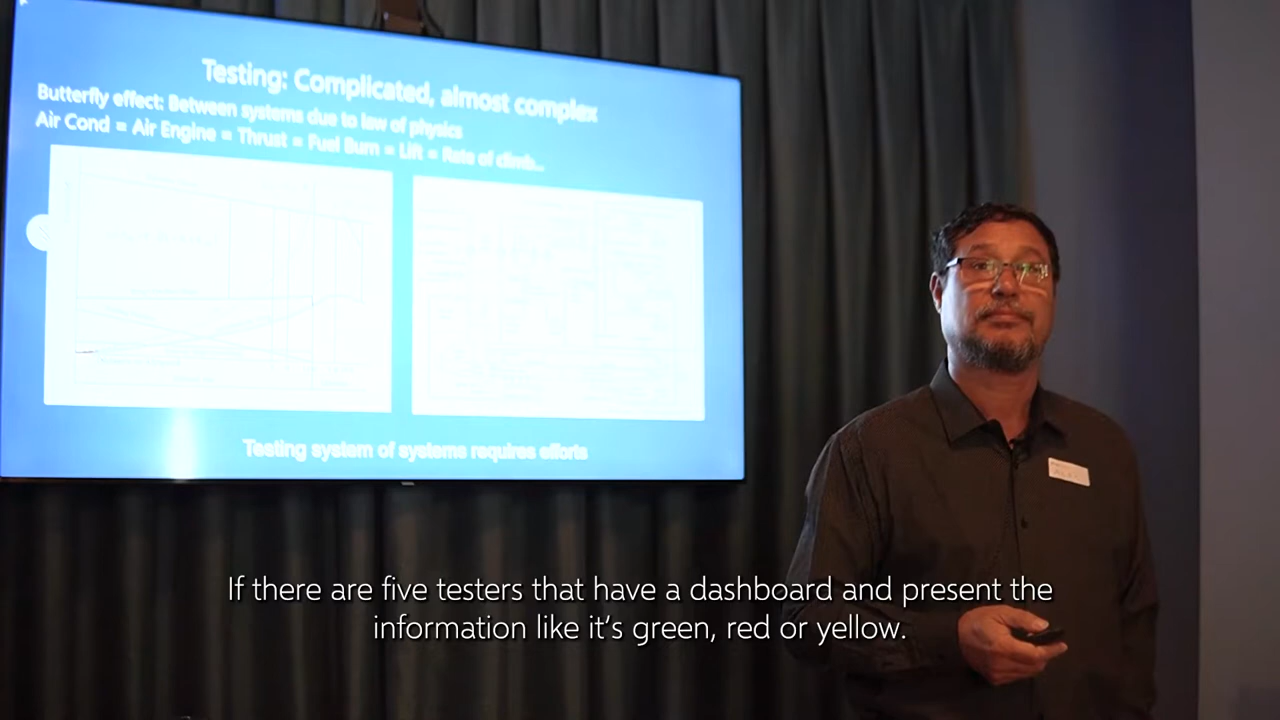 Testing: Complicated, almost complex
Butterfly effect: Between systems due to law of physics
Air Cond = Air Engine = Thrust = Fuel Burn = Lift = Rate of climb...
Testing system of systems requires efforts
If there are five testers that have a dashboard and present the
information like it's green, red or yellow.